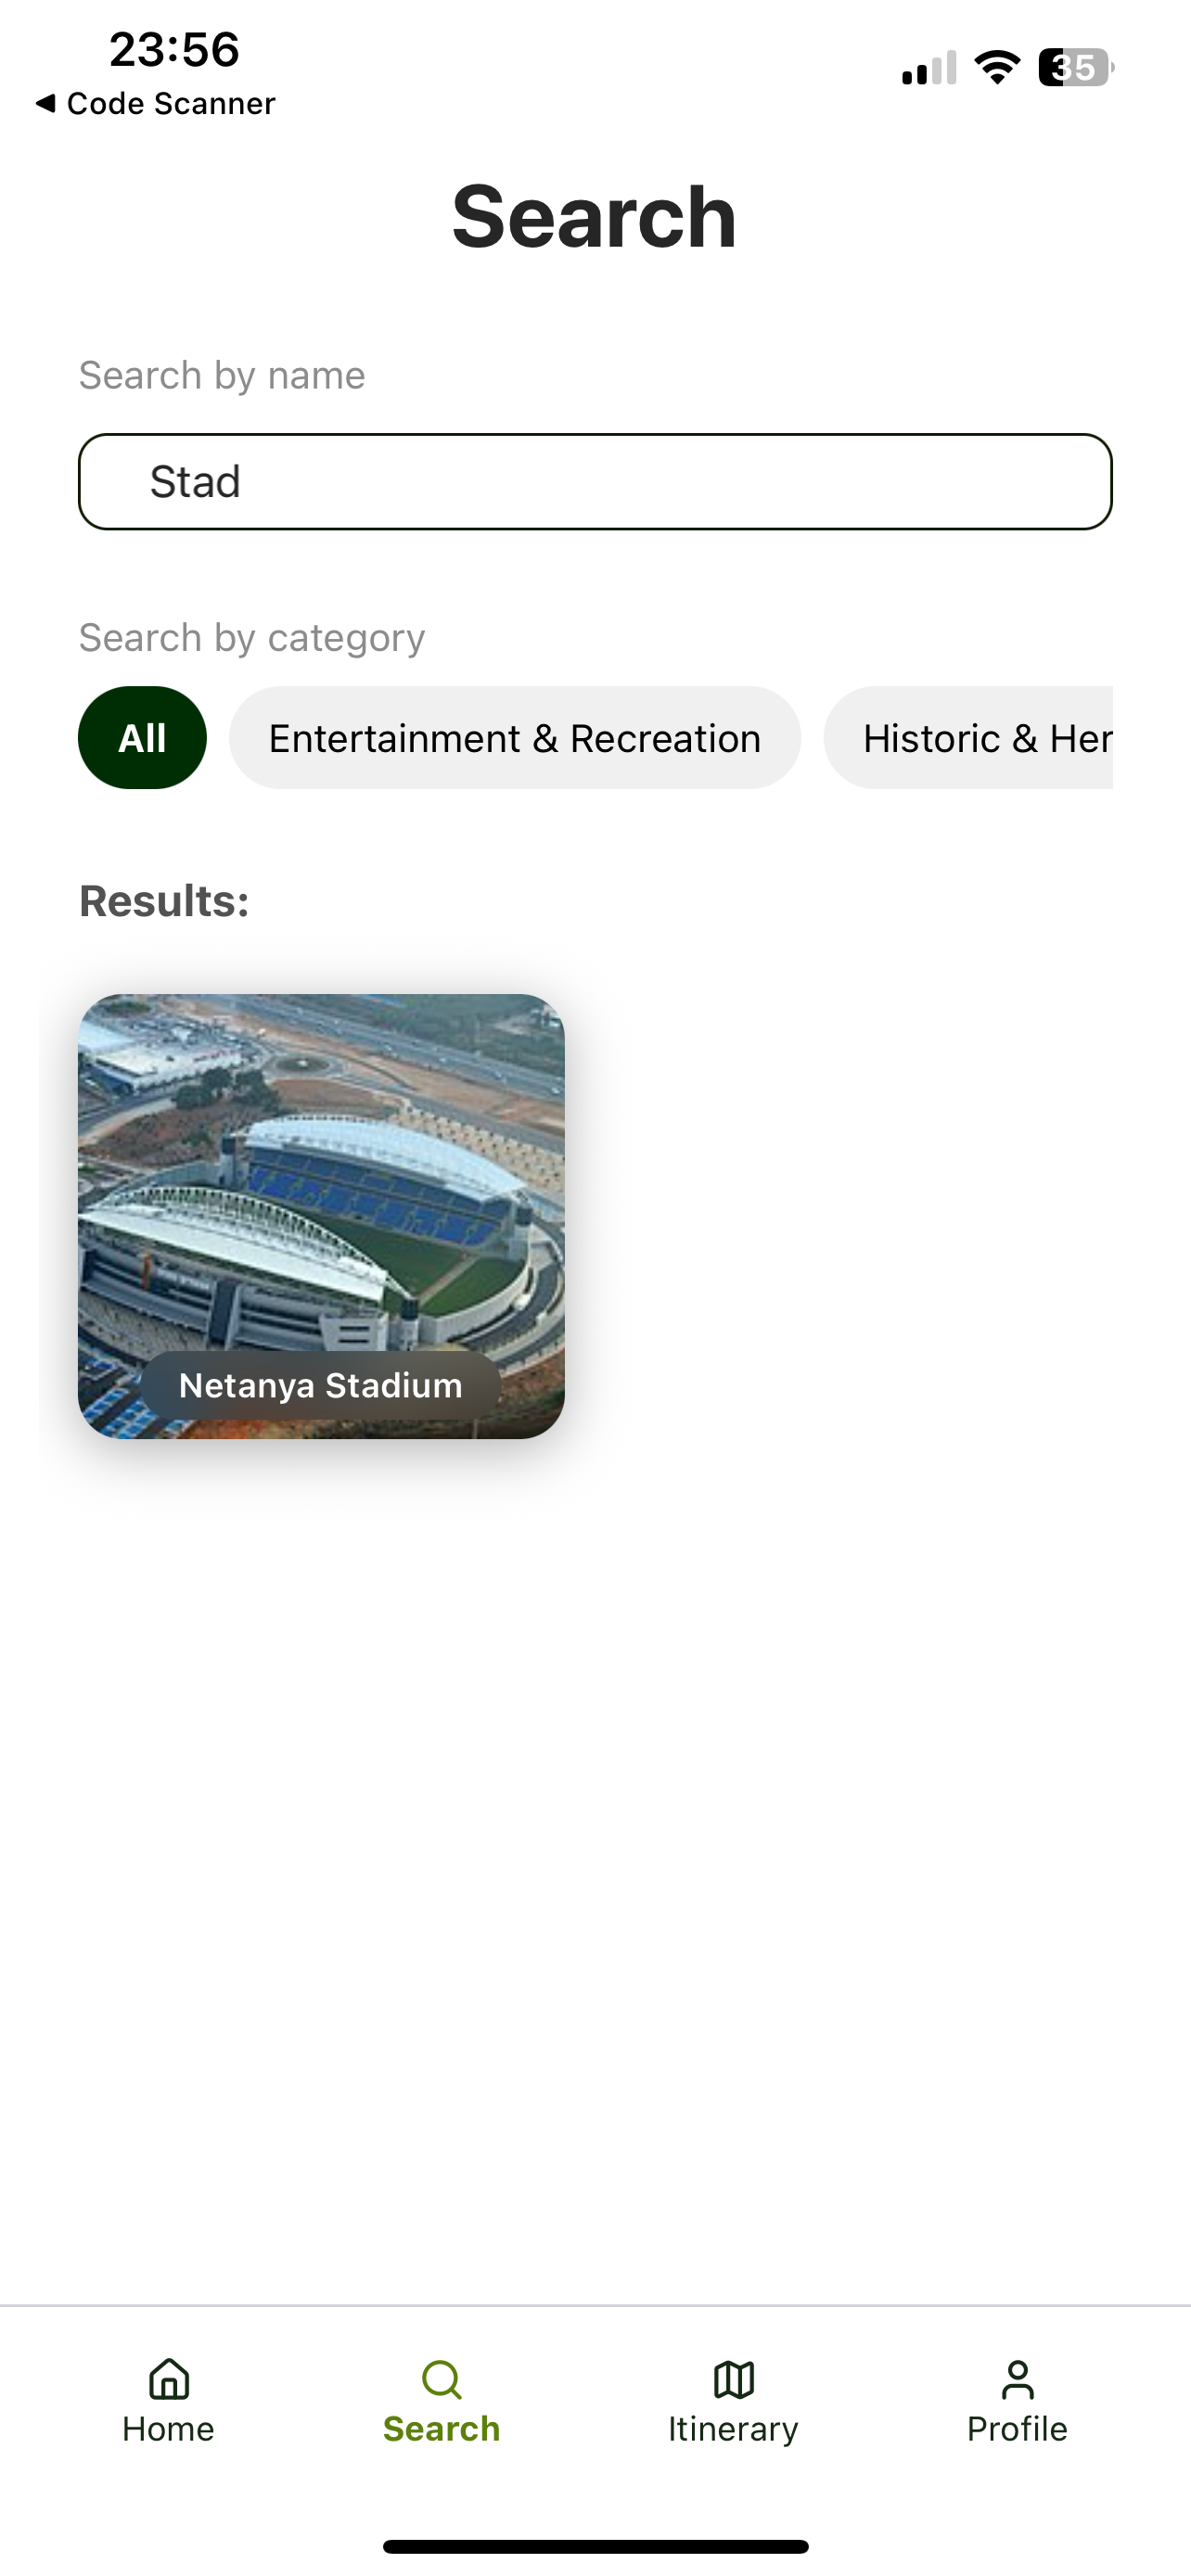 23:56
35
◀ Code Scanner
Search
Search by name
Stad
Search by category
All Entertainment & Recreation Historic & Her
Results:
Netanya Stadium
Home Search Itinerary Profile